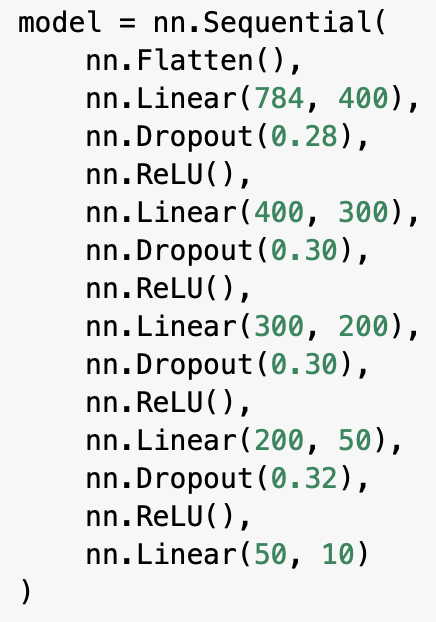 model = nn.Sequential(
    nn.Flatten(),
    nn.Linear(784, 400),
    nn.Dropout(0.28),
    nn.ReLU(),
    nn.Linear(400, 300),
    nn.Dropout(0.30),
    nn.ReLU(),
    nn.Linear(300, 200),
    nn.Dropout(0.30),
    nn.ReLU(),
    nn.Linear(200, 50),
    nn.Dropout(0.32),
    nn.ReLU(),
    nn.Linear(50, 10)
)